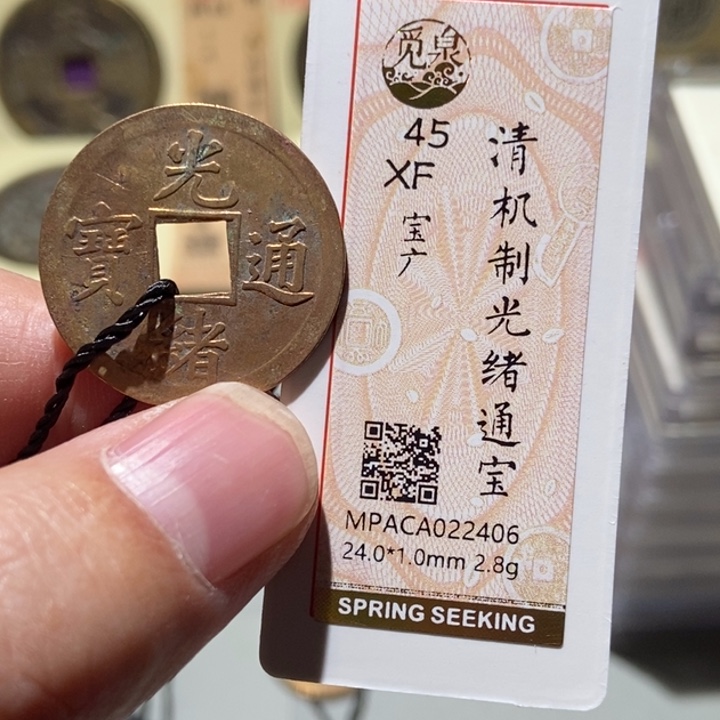 光
寶 通
緒
觅泉
45
XF
宝广
清机制光绪通宝
MPACA022406
24.0*1.0mm 2.8g
SPRING SEEKING